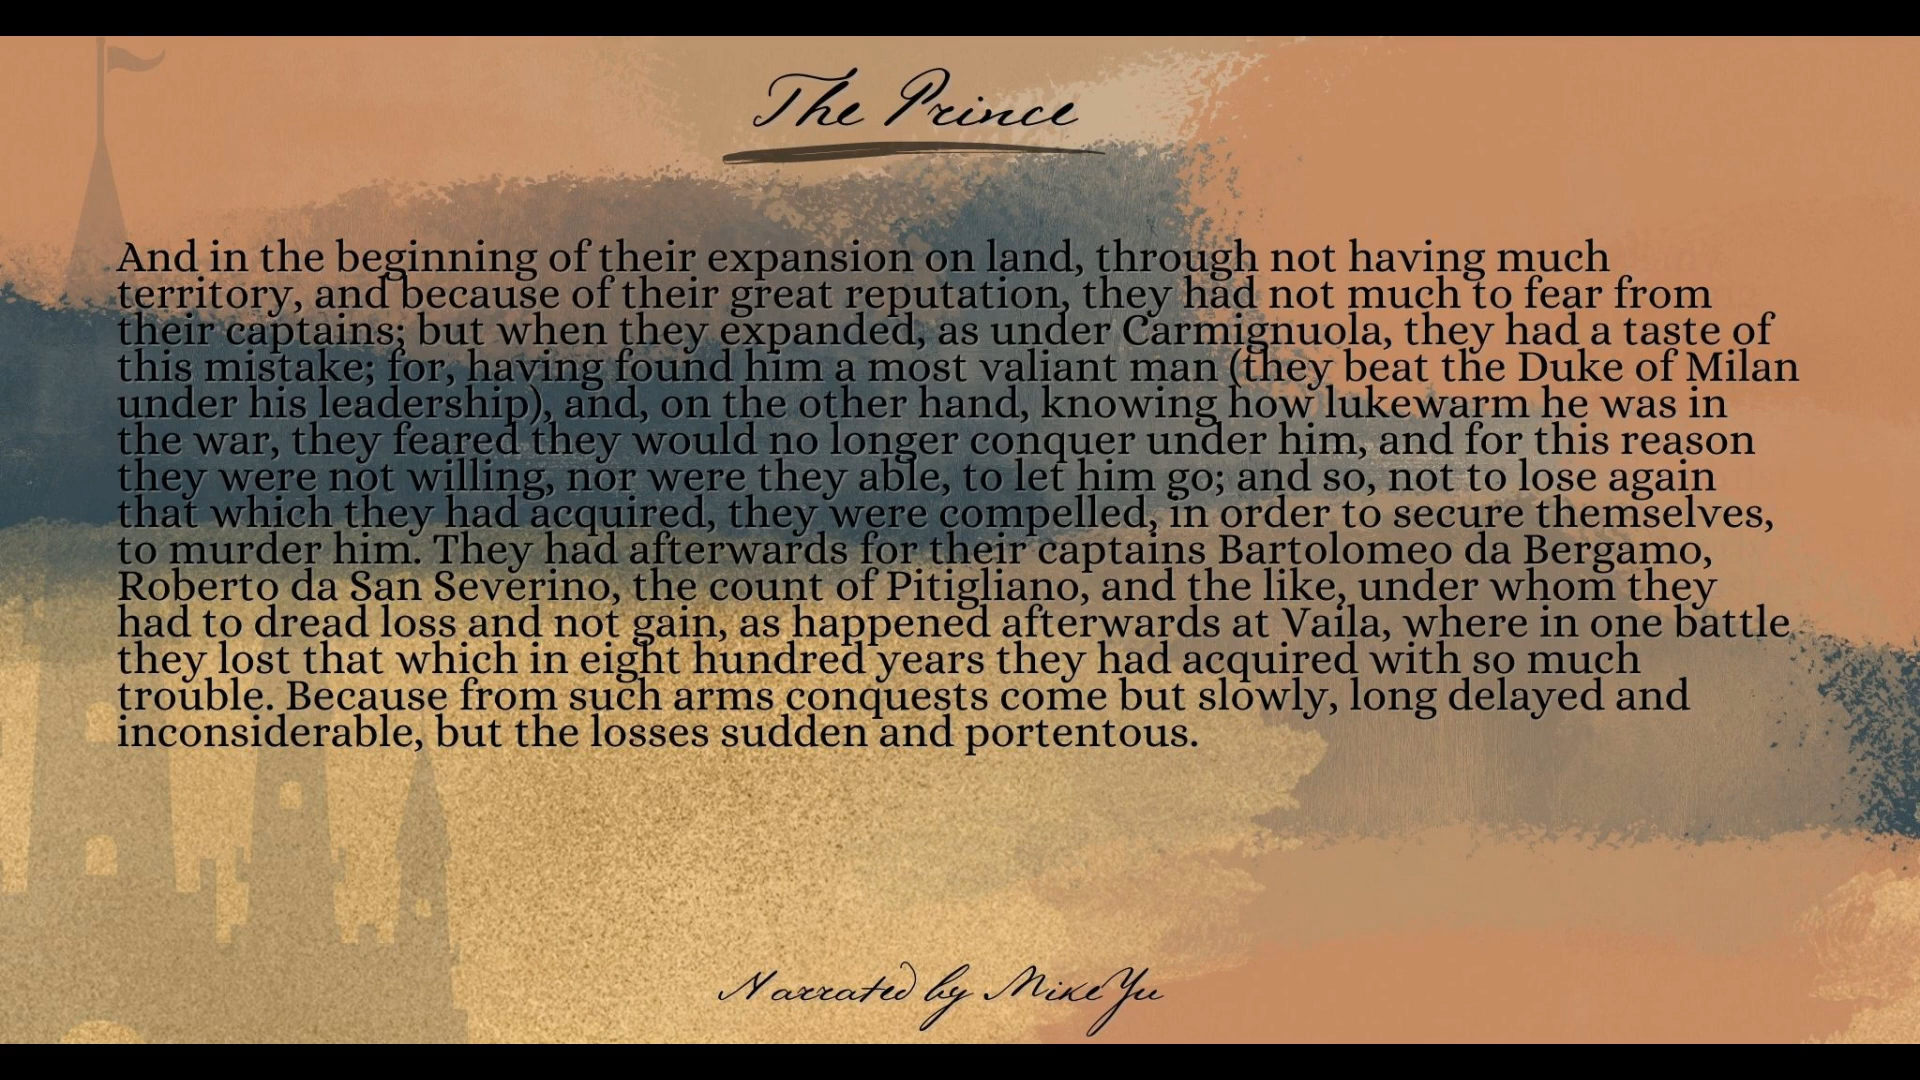 The Prince
And in the beginning of their expansion on land, through not having much
territory, and because of their great reputation, they had not much to fear from
their captains; but when they expanded, as under Carmignuola, they had a taste of
this mistake; for, having found him a most valiant man (they beat the Duke of Milan
under his leadership), and, on the other hand, knowing how lukewarm he was in
the war, they feared they would no longer conquer under him, and for this reason
they were not willing, nor were they able, to let him go; and so, not to lose again
that which they had acquired, they were compelled, in order to secure themselves,
to murder him. They had afterwards for their captains Bartolomeo da Bergamo,
Roberto da San Severino, the count of Pitigliano, and the like, under whom they
had to dread loss and not gain, as happened afterwards at Vaila, where in one battle
they lost that which in eight hundred years they had acquired with so much
trouble. Because from such arms conquests come but slowly, long delayed and
inconsiderable, but the losses sudden and portentous.
Narrated by Mike Yu